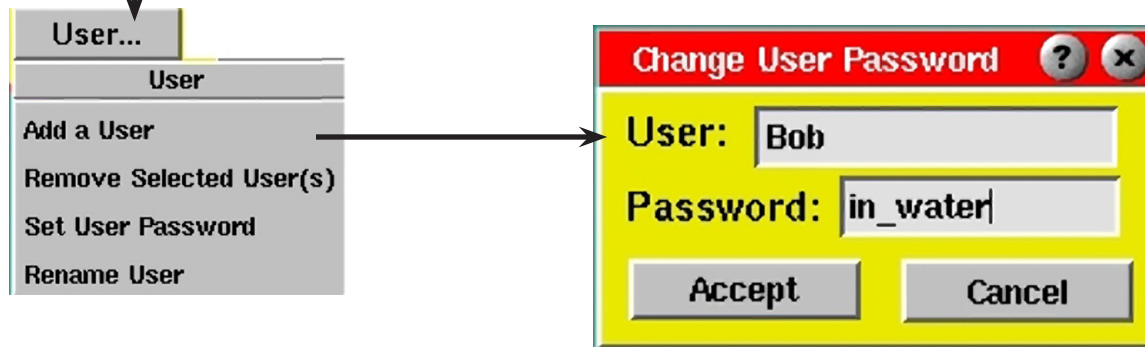 User...
User
Add a User
Remove Selected User(s)
Set User Password
Rename User
Change User Password ? x
User: Bob
Password: in_water
Accept Cancel